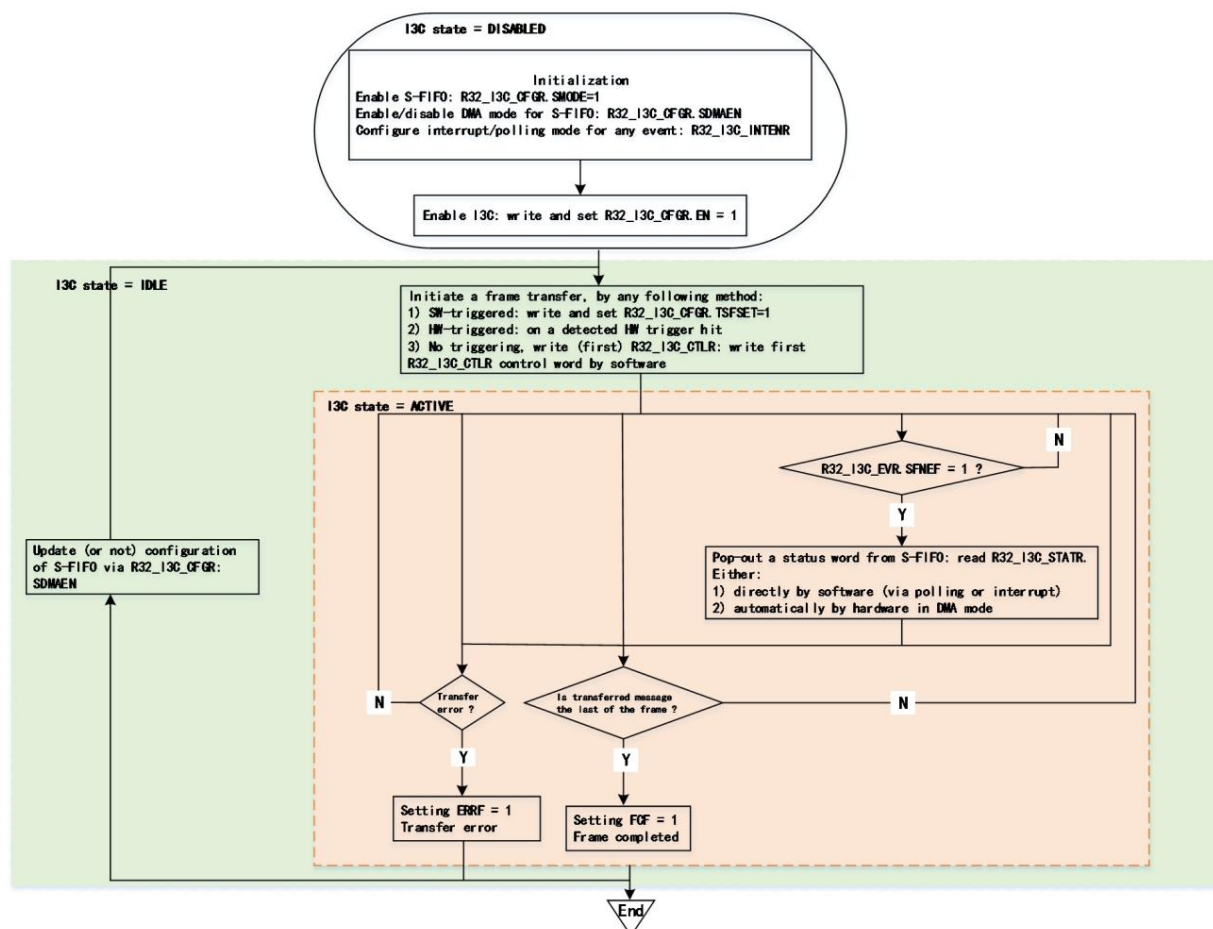 I3C state = DISABLED
Initialization
Enable S-FIFO: R32_I3C_CFGR.SMODE=1
Enable/disable DMA mode for S-FIFO: R32_I3C_CFGR.SDMAEN
Configure interrupt/polling mode for any event: R32_I3C_INTENR
Enable I3C: write and set R32_I3C_CFGR.EN = 1
I3C state = IDLE
Initiate a frame transfer, by any following method:
1) SW-triggered: write and set R32_I3C_CFGR.TSFSET=1
2) HW-triggered: on a detected HW trigger hit
3) No triggering, write (first) R32_I3C_CTLR: write first
R32_I3C_CTLR control word by software
I3C state = ACTIVE
N
R32_I3C_EVR.SFNEF = 1 ?
Y
Update (or not) configuration
of S-FIFO via R32_I3C_CFGR:
SDMAEN
Pop-out a status word from S-FIFO: read R32_I3C_STATR.
Either:
1) directly by software (via polling or interrupt)
2) automatically by hardware in DMA mode
N
Transfer
error ?
Is transferred message
the last of the frame ?
N
Y
Y
Setting ERRF = 1
Transfer error
Setting FCF = 1
Frame completed
End